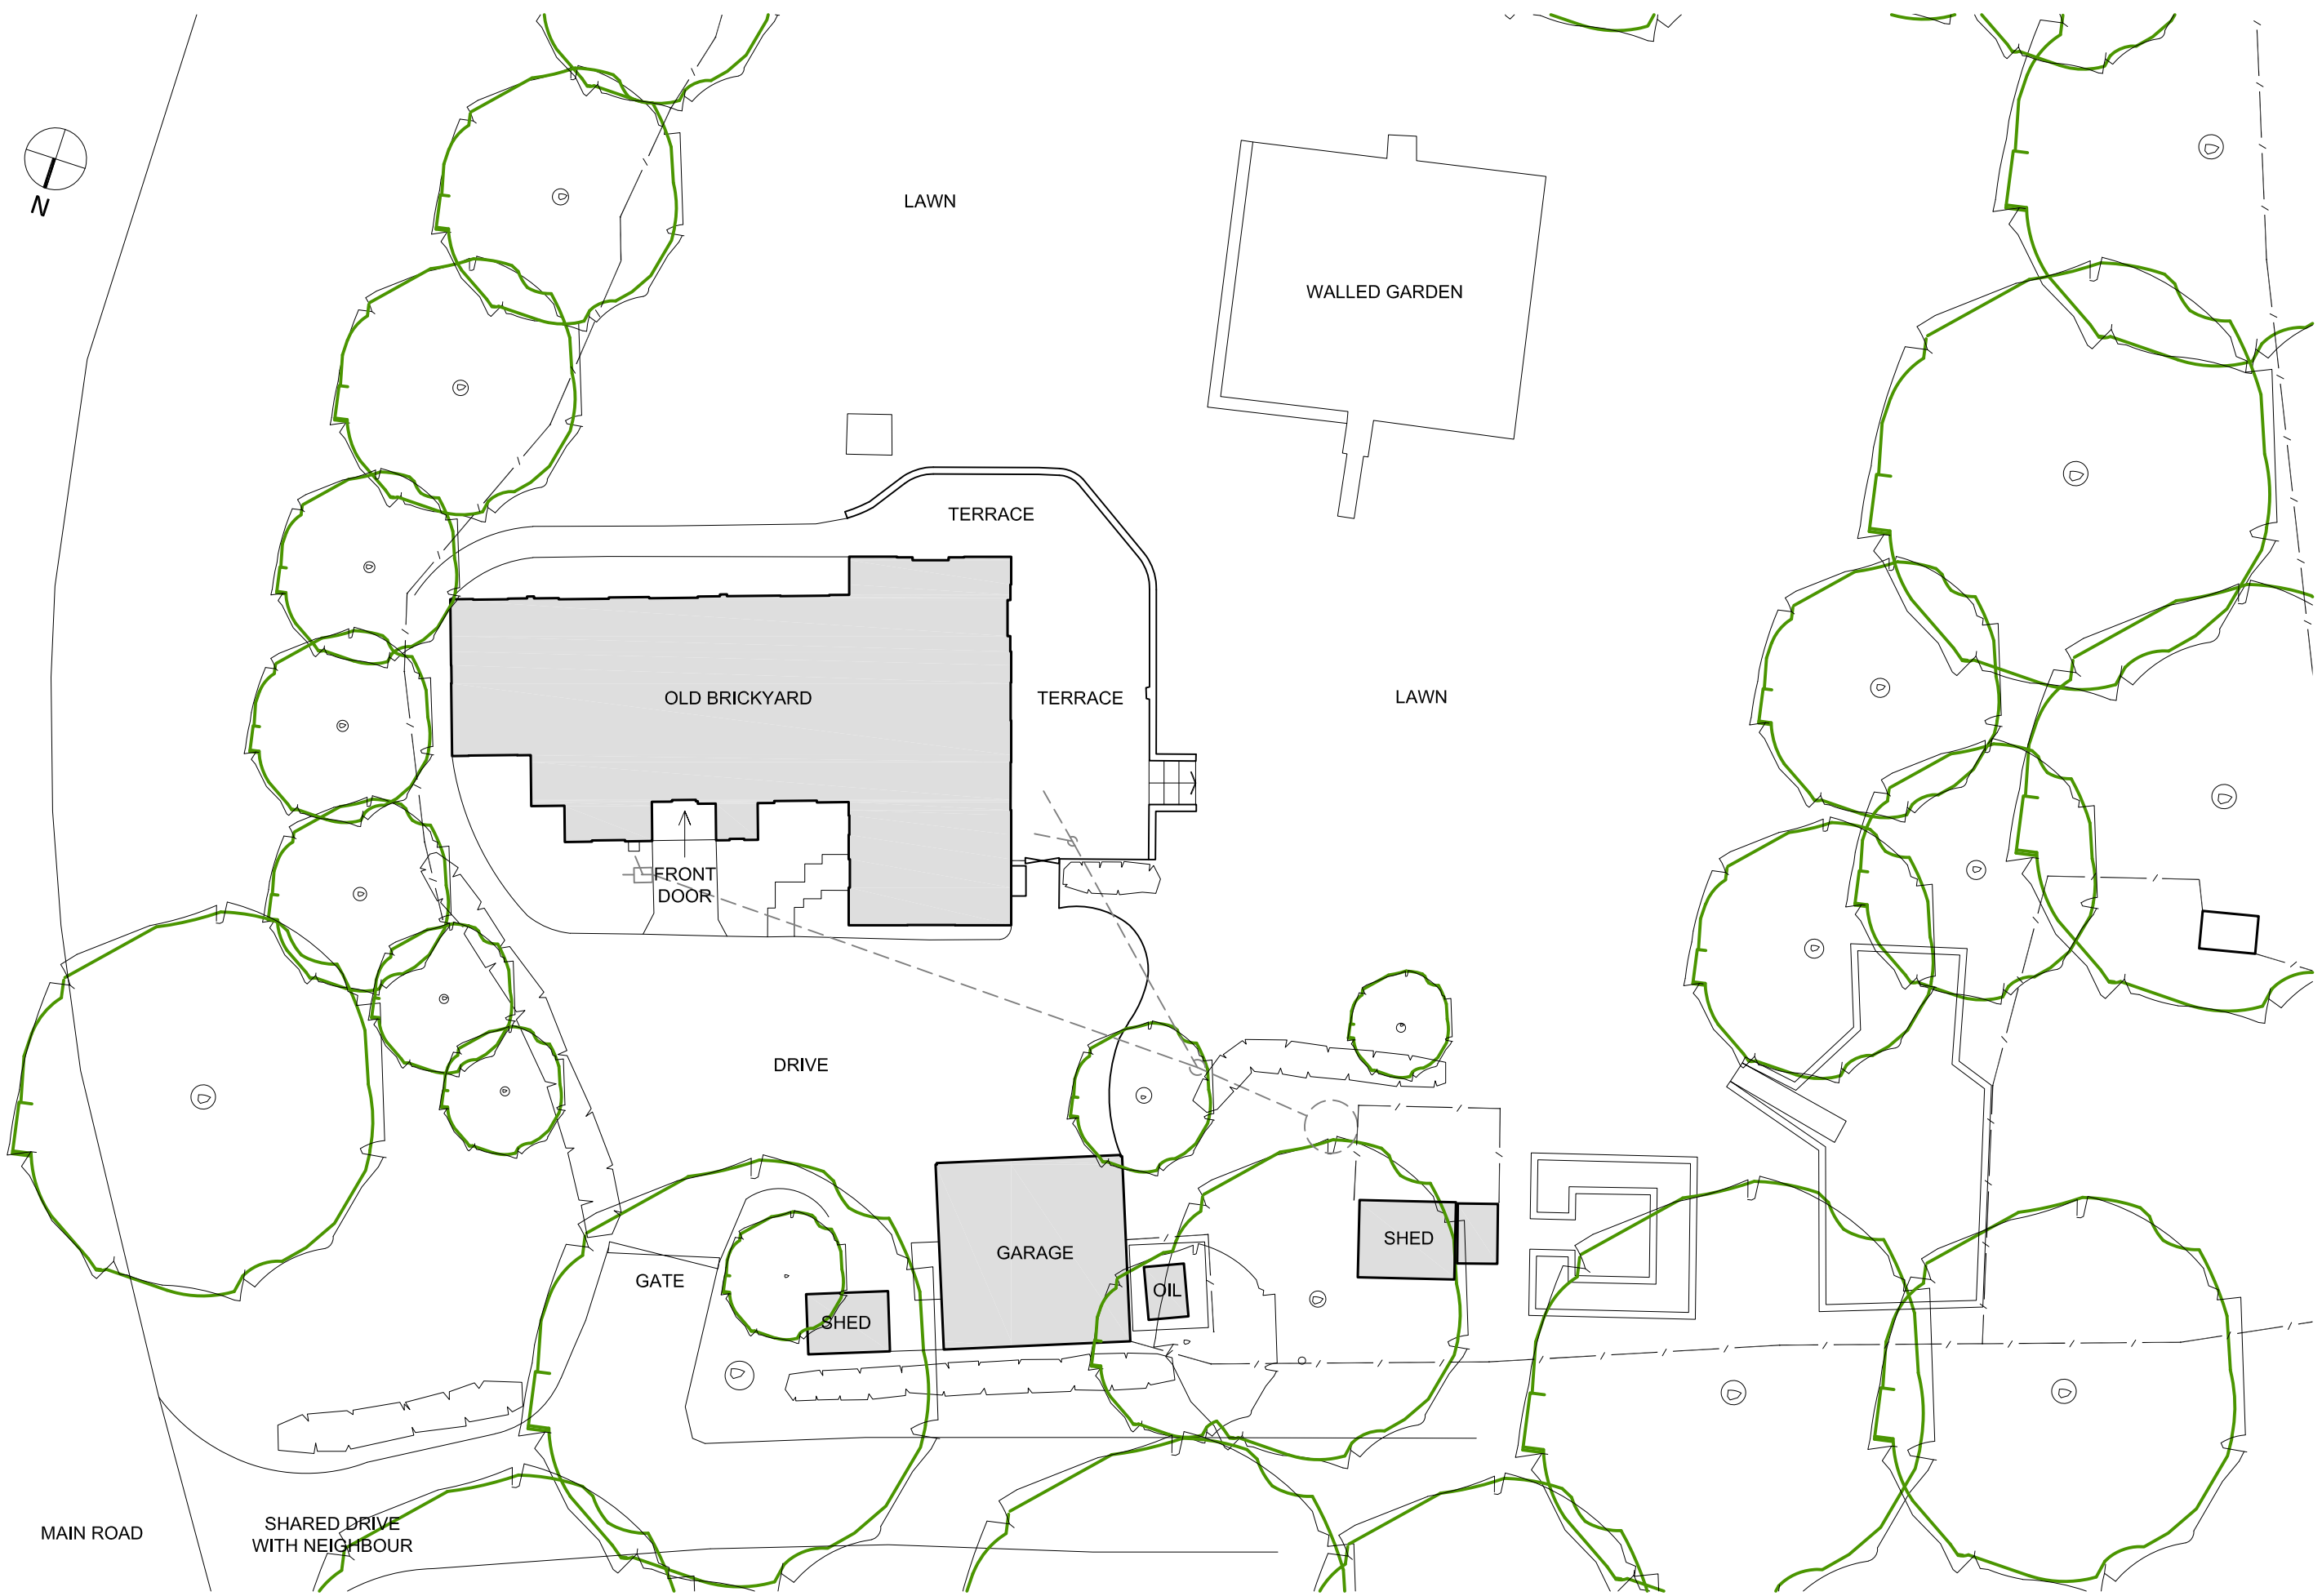 N
LAWN
WALLED GARDEN
TERRACE
OLD BRICKYARD
TERRACE
LAWN
FRONT
DOOR
DRIVE
GARAGE
SHED
GATE
OIL
SHED
MAIN ROAD
SHARED DRIVE
WITH NEIGHBOUR